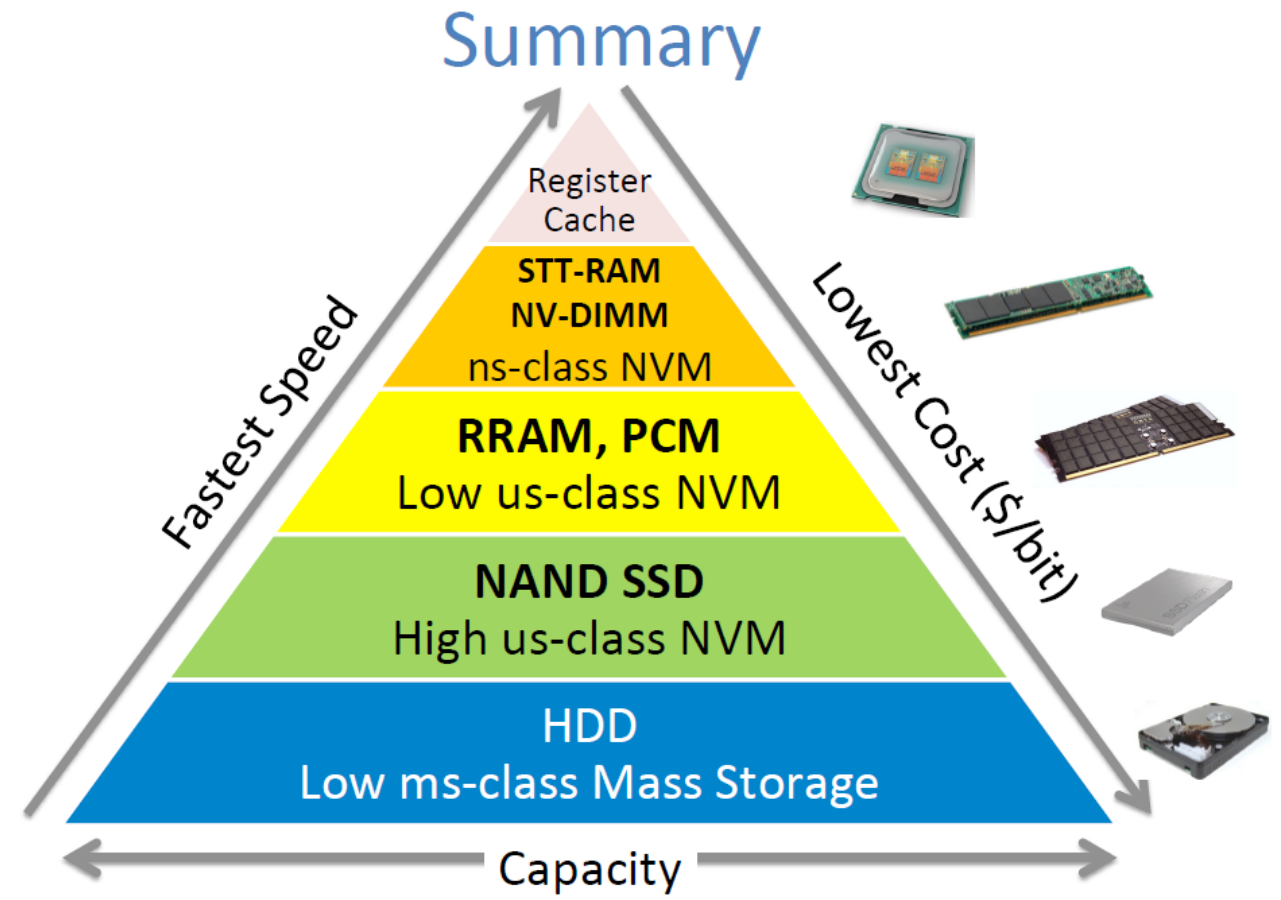 Summary
Register
Cache
STT-RAM
NV-DIMM
ns-class NVM
RRAM, PCM
Low us-class NVM
NAND SSD
High us-class NVM
HDD
Low ms-class Mass Storage
Fastest Speed
Lowest Cost ($/bit)
Capacity